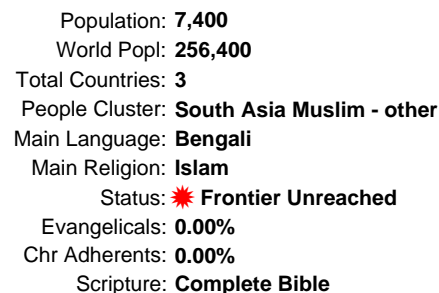 Population: 7,400
World Popl: 256,400
Total Countries: 3
People Cluster: South Asia Muslim - other
Main Language: Bengali
Main Religion: Islam
Status: Frontier Unreached
Evangelicals: 0.00%
Chr Adherents: 0.00%
Scripture: Complete Bible